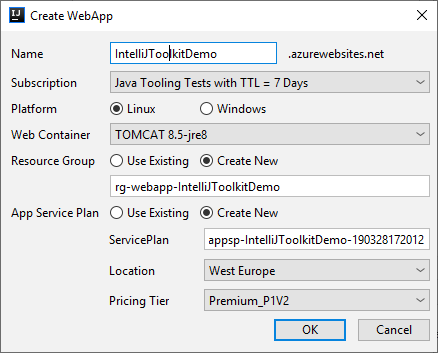 IJ Create WebApp
Name IntelliJToolkitDemo .azurewebsites.net
Subscription Java Tooling Tests with TTL = 7 Days
Platform Linux Windows
Web Container TOMCAT 8.5-jre8
Resource Group Use Existing Create New
rg-webapp-IntelliJToolkitDemo
App Service Plan Use Existing Create New
ServicePlan appsp-IntelliJToolkitDemo-190328172012
Location West Europe
Pricing Tier Premium_P1V2
OK Cancel